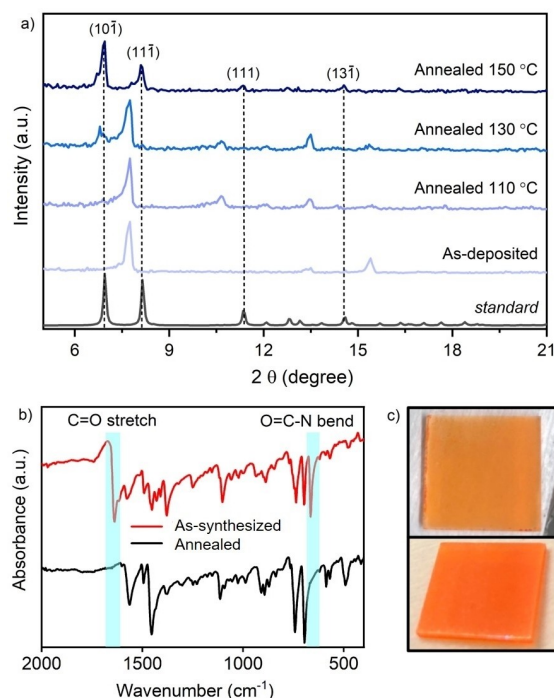 a)
(101̄)
(111̄)
(111)
(131̄)
Annealed 150 °C
Annealed 130 °C
Annealed 110 °C
As-deposited
standard
Intensity (a.u.)
6 9 12 15 18 21
2 θ (degree)
b)
C=O stretch
O=C-N bend
As-synthesized
Annealed
Absorbance (a.u.)
2000 1500 1000 500
Wavenumber (cm⁻¹)
c)